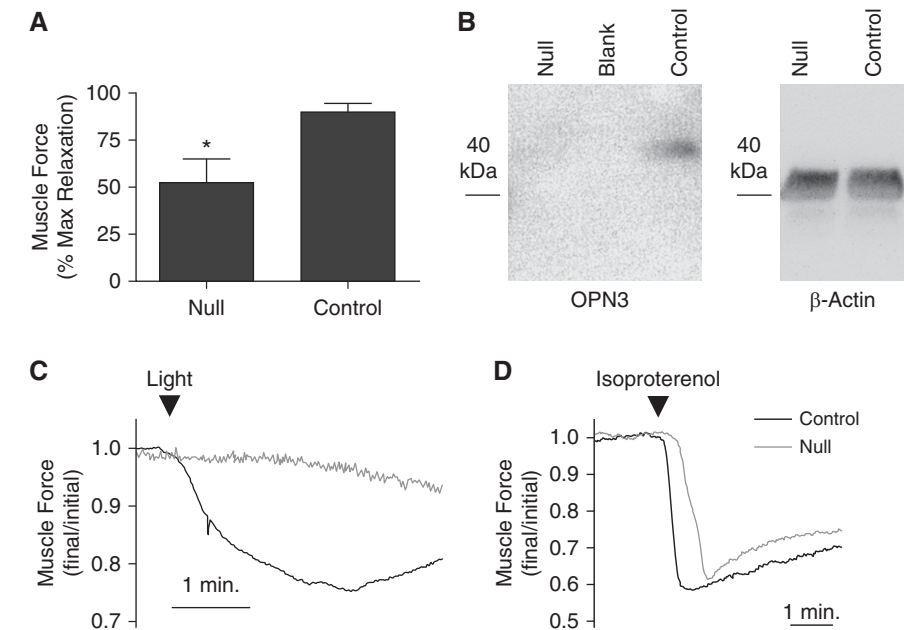 A
Muscle Force
(% Max Relaxation)
100
75
50
25
0
*
Null
Control
B
Null
Blank
Control
40
kDa
OPN3
Null
Control
40
kDa
β-Actin
C
Light
Muscle Force
(final/initial)
1.0
0.9
0.8
0.7
1 min.
D
Isoproterenol
Muscle Force
(final/initial)
1.0
0.9
0.8
0.7
0.6
0.5
Control
Null
1 min.